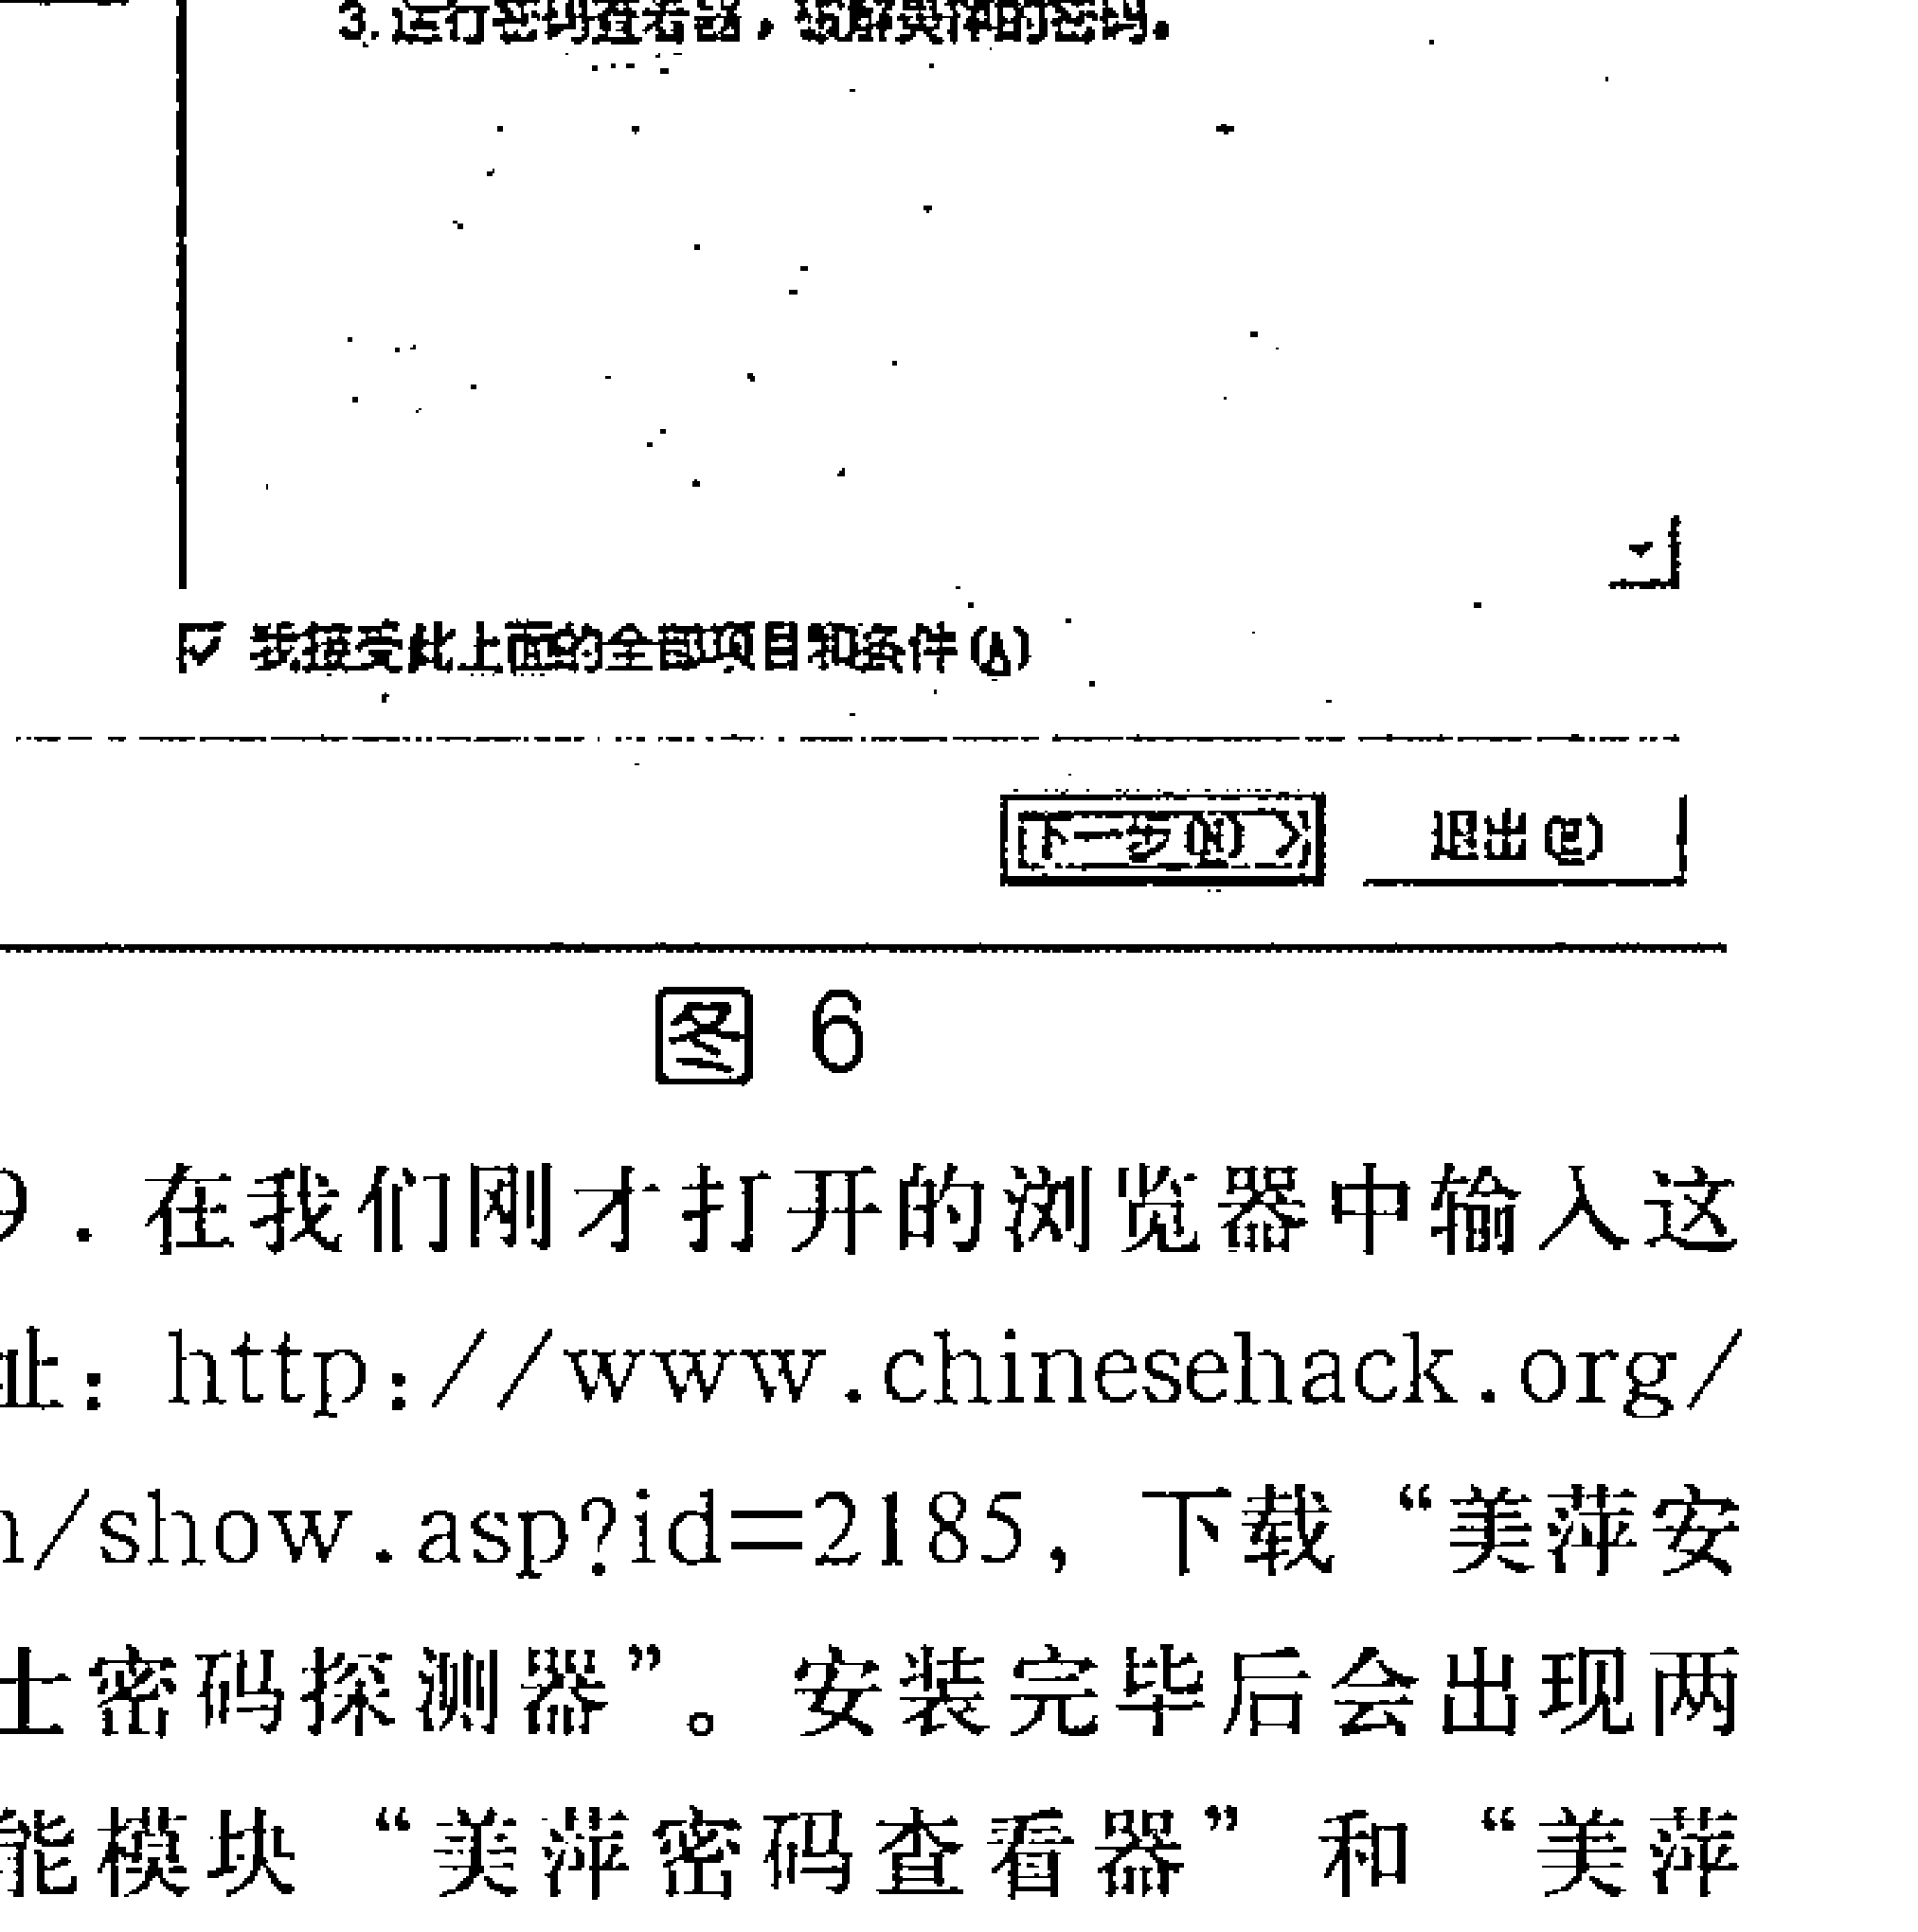 3.运行密码查看器，破解美萍的密码。
我接受此上面的全部项目和条件(A)
下一步(N) > 退出(E)
图 6
9．在我们刚才打开的浏览器中输入这
址：http://www.chinesehack.org/
n/show.asp?id=2185，下载“美萍安
士密码探测器”。安装完毕后会出现两
能模块“美萍密码查看器”和“美萍